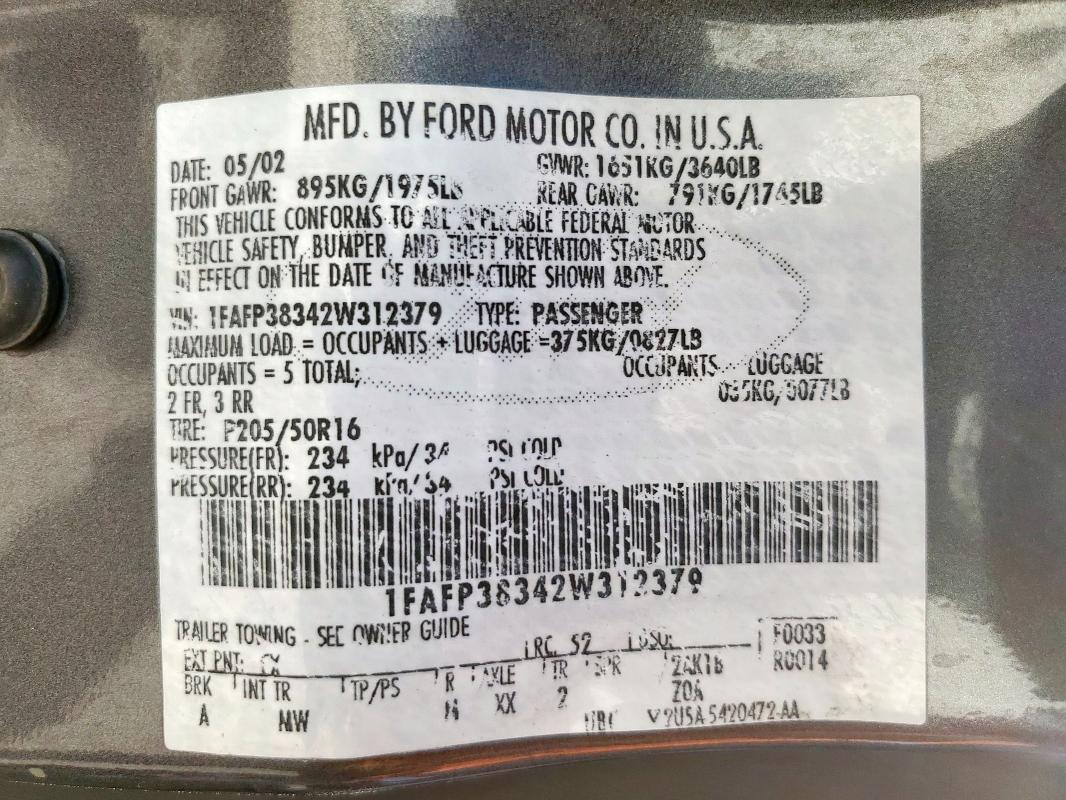 MFD. BY FORD MOTOR CO. IN U.S.A.
DATE: 05/02 GVWR: 1651KG/3640LB
FRONT GAWR: 895KG/1975LB REAR GAWR: 791KG/1745LB
THIS VEHICLE CONFORMS TO ALL APPLICABLE FEDERAL MOTOR
VEHICLE SAFETY, BUMPER, AND THEFT PREVENTION STANDARDS
IN EFFECT ON THE DATE OF MANUFACTURE SHOWN ABOVE.
VIN: 1FAFP38342W312379 TYPE: PASSENGER
MAXIMUM LOAD = OCCUPANTS + LUGGAGE =375KG/0827LB
OCCUPANTS = 5 TOTAL; OCCUPANTS LUGGAGE
2 FR, 3 RR
TIRE: P205/50R16
PRESSURE(FR): 234 kPa/34 PSI COLD
PRESSURE(RR): 234 kPa/34 PSI COLD
1FAFP38342W312379
TRAILER TOWING - SEE OWNER GUIDE
EXT PNT: CX RC: 52 DSO: F0033
BRK INT TR TP/PS R AXLE TR SPR R0014
A NW XX 2 ZOA